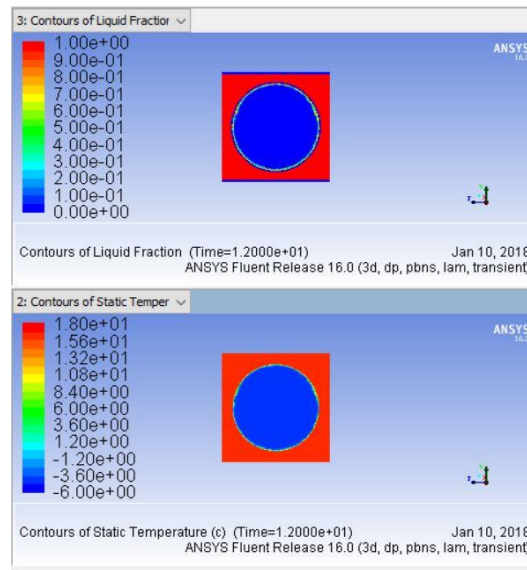 3: Contours of Liquid Fraction
1.00e+00
9.00e-01
8.00e-01
7.00e-01
6.00e-01
5.00e-01
4.00e-01
3.00e-01
2.00e-01
1.00e-01
0.00e+00
ANSYS
Contours of Liquid Fraction (Time=1.2000e+01)
Jan 10, 2018
ANSYS Fluent Release 16.0 (3d, dp, pbns, lam, transient)
2: Contours of Static Temper
1.80e+01
1.56e+01
1.32e+01
1.08e+01
8.40e+00
6.00e+00
3.60e+00
1.20e+00
-1.20e+00
-3.60e+00
-6.00e+00
ANSYS
Contours of Static Temperature (c) (Time=1.2000e+01)
Jan 10, 2018
ANSYS Fluent Release 16.0 (3d, dp, pbns, lam, transient)